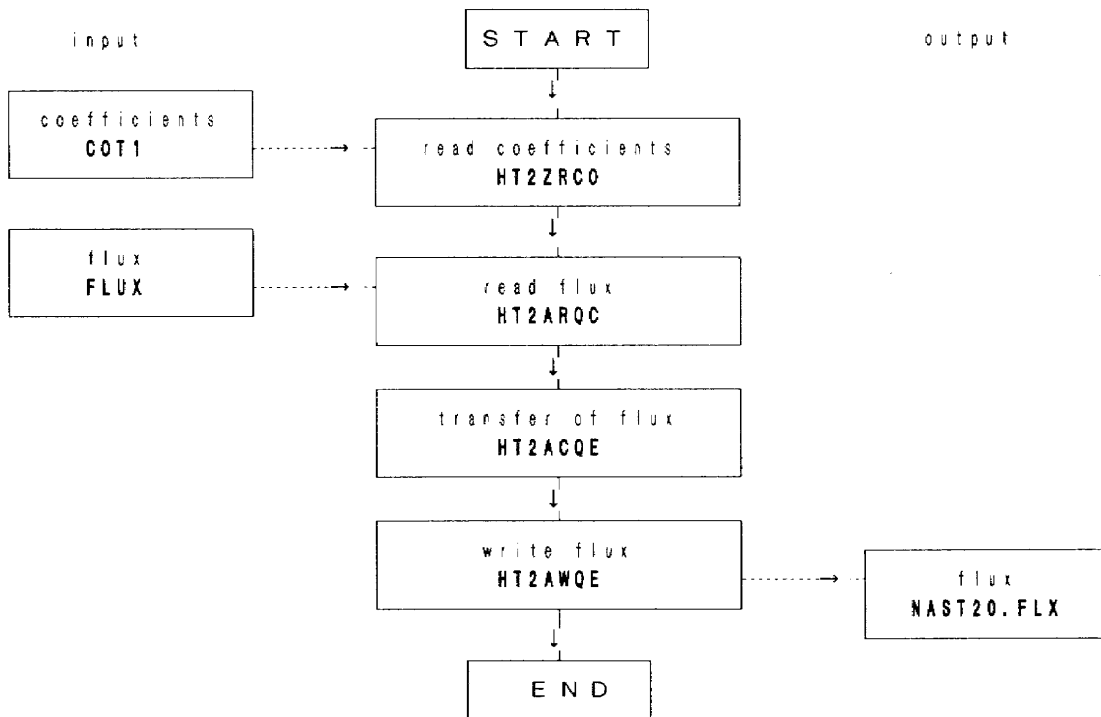 input
START
output
coefficients
COT1
read coefficients
HT2ZRCO
flux
FLUX
read flux
HT2ARQC
transfer of flux
HT2ACQE
write flux
HT2AWQE
flux
NAST20.FLX
END